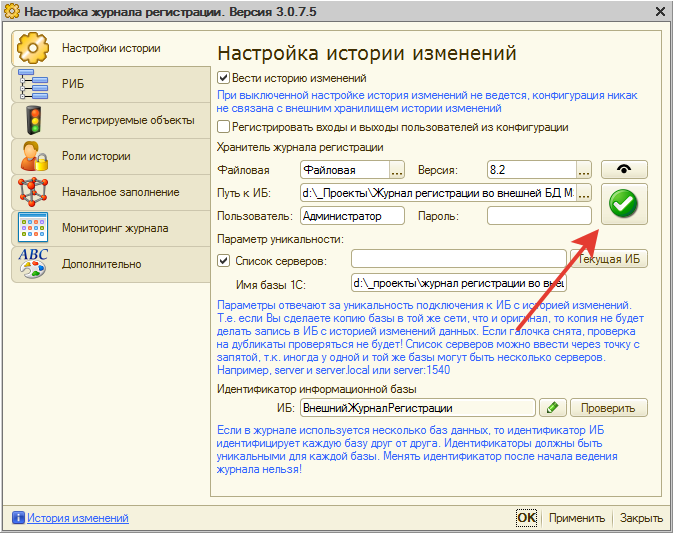 Настройка журнала регистрации. Версия 3.0.7.5
Настройки истории
РИБ
Регистрируемые объекты
Роли истории
Начальное заполнение
Мониторинг журнала
ABC
Дополнительно
Настройка истории изменений
Вести историю изменений
При выключенной настройке история изменений не ведется, конфигурация никак
не связана с внешним хранилищем истории изменений
Регистрировать входы и выходы пользователей из конфигурации
Хранитель журнала регистрации
Файловая Файловая ... Версия: 8.2 ...
Путь к ИБ: d:\_Проекты\Журнал регистрации во внешней БД М ...
Пользователь: Администратор Пароль:
Параметр уникальности:
Список серверов: Текущая ИБ
Имя базы 1С: d:\_проекты\журнал регистрации во вне
Параметры отвечают за уникальность подключения к ИБ с историей изменений.
Т.е. если Вы сделаете копию базы в той же сети, что и оригинал, то копия не будет
делать запись в ИБ с историей изменений данных. Если галочка снята, проверка
на дубликаты проверяться не будет! Список серверов можно ввести через точку с
запятой, т.к. иногда у одной и той же базы могут быть несколько серверов.
Например, server и server.local или server:1540
Идентификатор информационной базы
ИБ: ВнешнийЖурналРегистрации Проверить
Если в журнале используется несколько баз данных, то идентификатор ИБ
идентифицирует каждую базу друг от друга. Идентификаторы должны быть
уникальными для каждой базы. Менять идентификатор после начала ведения
журнала нельзя!
История изменений
OK Применить Закрыть